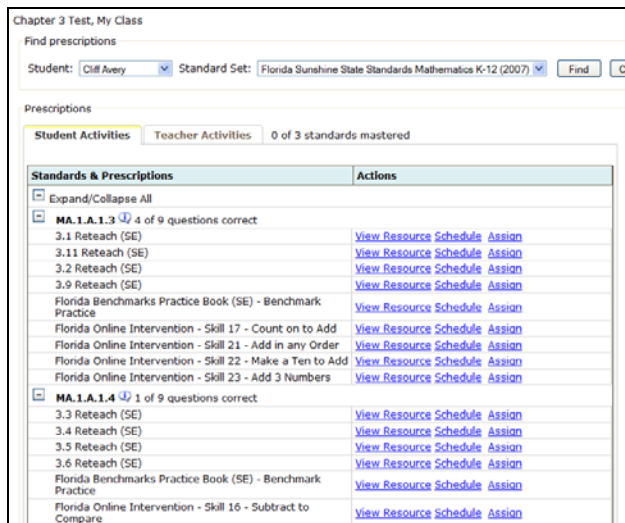 Chapter 3 Test, My Class
Find prescriptions
Student: Cliff Avery Standard Set: Florida Sunshine State Standards Mathematics K-12 (2007) Find
Prescriptions
Student Activities Teacher Activities 0 of 3 standards mastered
Standards & Prescriptions Actions
Expand/Collapse All
MA.1.A.1.3 4 of 9 questions correct
3.1 Reteach (SE) View Resource Schedule Assign
3.11 Reteach (SE) View Resource Schedule Assign
3.2 Reteach (SE) View Resource Schedule Assign
3.9 Reteach (SE) View Resource Schedule Assign
Florida Benchmarks Practice Book (SE) - Benchmark
Practice View Resource Schedule Assign
Florida Online Intervention - Skill 17 - Count on to Add View Resource Schedule Assign
Florida Online Intervention - Skill 21 - Add in any Order View Resource Schedule Assign
Florida Online Intervention - Skill 22 - Make a Ten to Add View Resource Schedule Assign
Florida Online Intervention - Skill 23 - Add 3 Numbers View Resource Schedule Assign
MA.1.A.1.4 1 of 9 questions correct
3.3 Reteach (SE) View Resource Schedule Assign
3.4 Reteach (SE) View Resource Schedule Assign
3.5 Reteach (SE) View Resource Schedule Assign
3.6 Reteach (SE) View Resource Schedule Assign
Florida Benchmarks Practice Book (SE) - Benchmark
Practice View Resource Schedule Assign
Florida Online Intervention - Skill 16 - Subtract to
Compare View Resource Schedule Assign